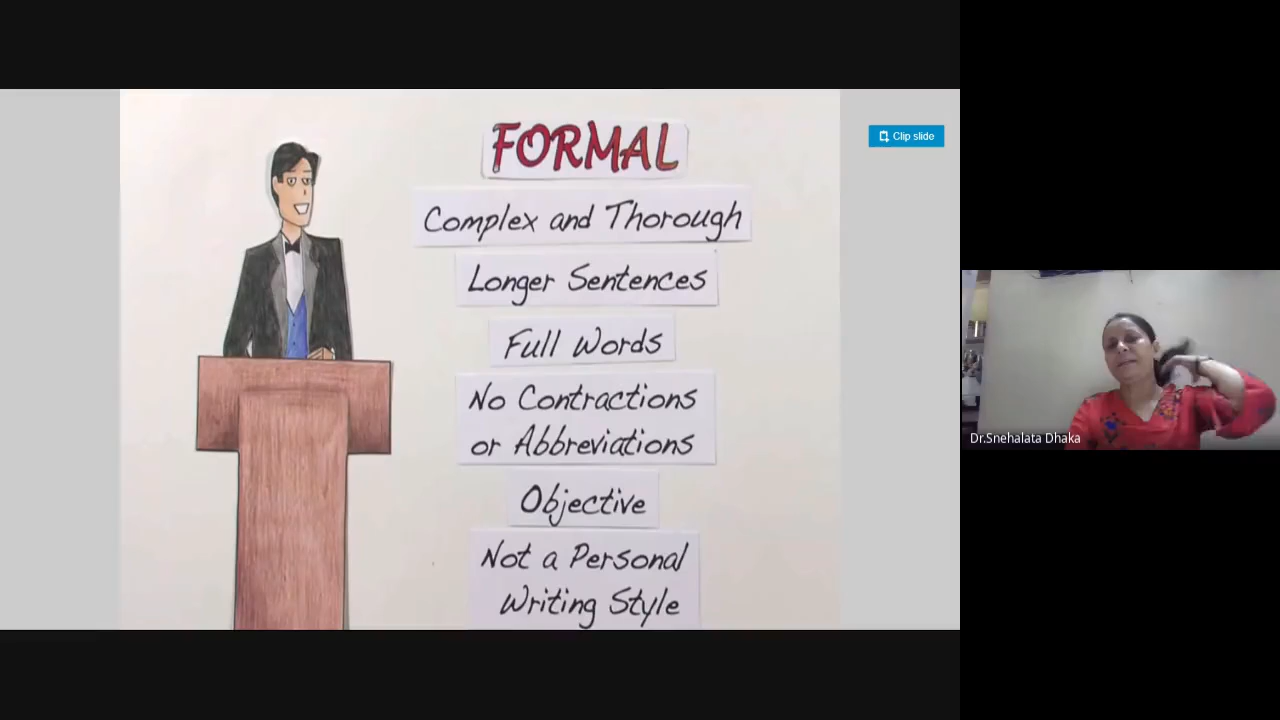 FORMAL
Complex and Thorough
Longer Sentences
Full Words
No Contractions
or Abbreviations
Objective
Not a Personal
Writing Style
Clip slide
Dr.Snehalata Dhaka